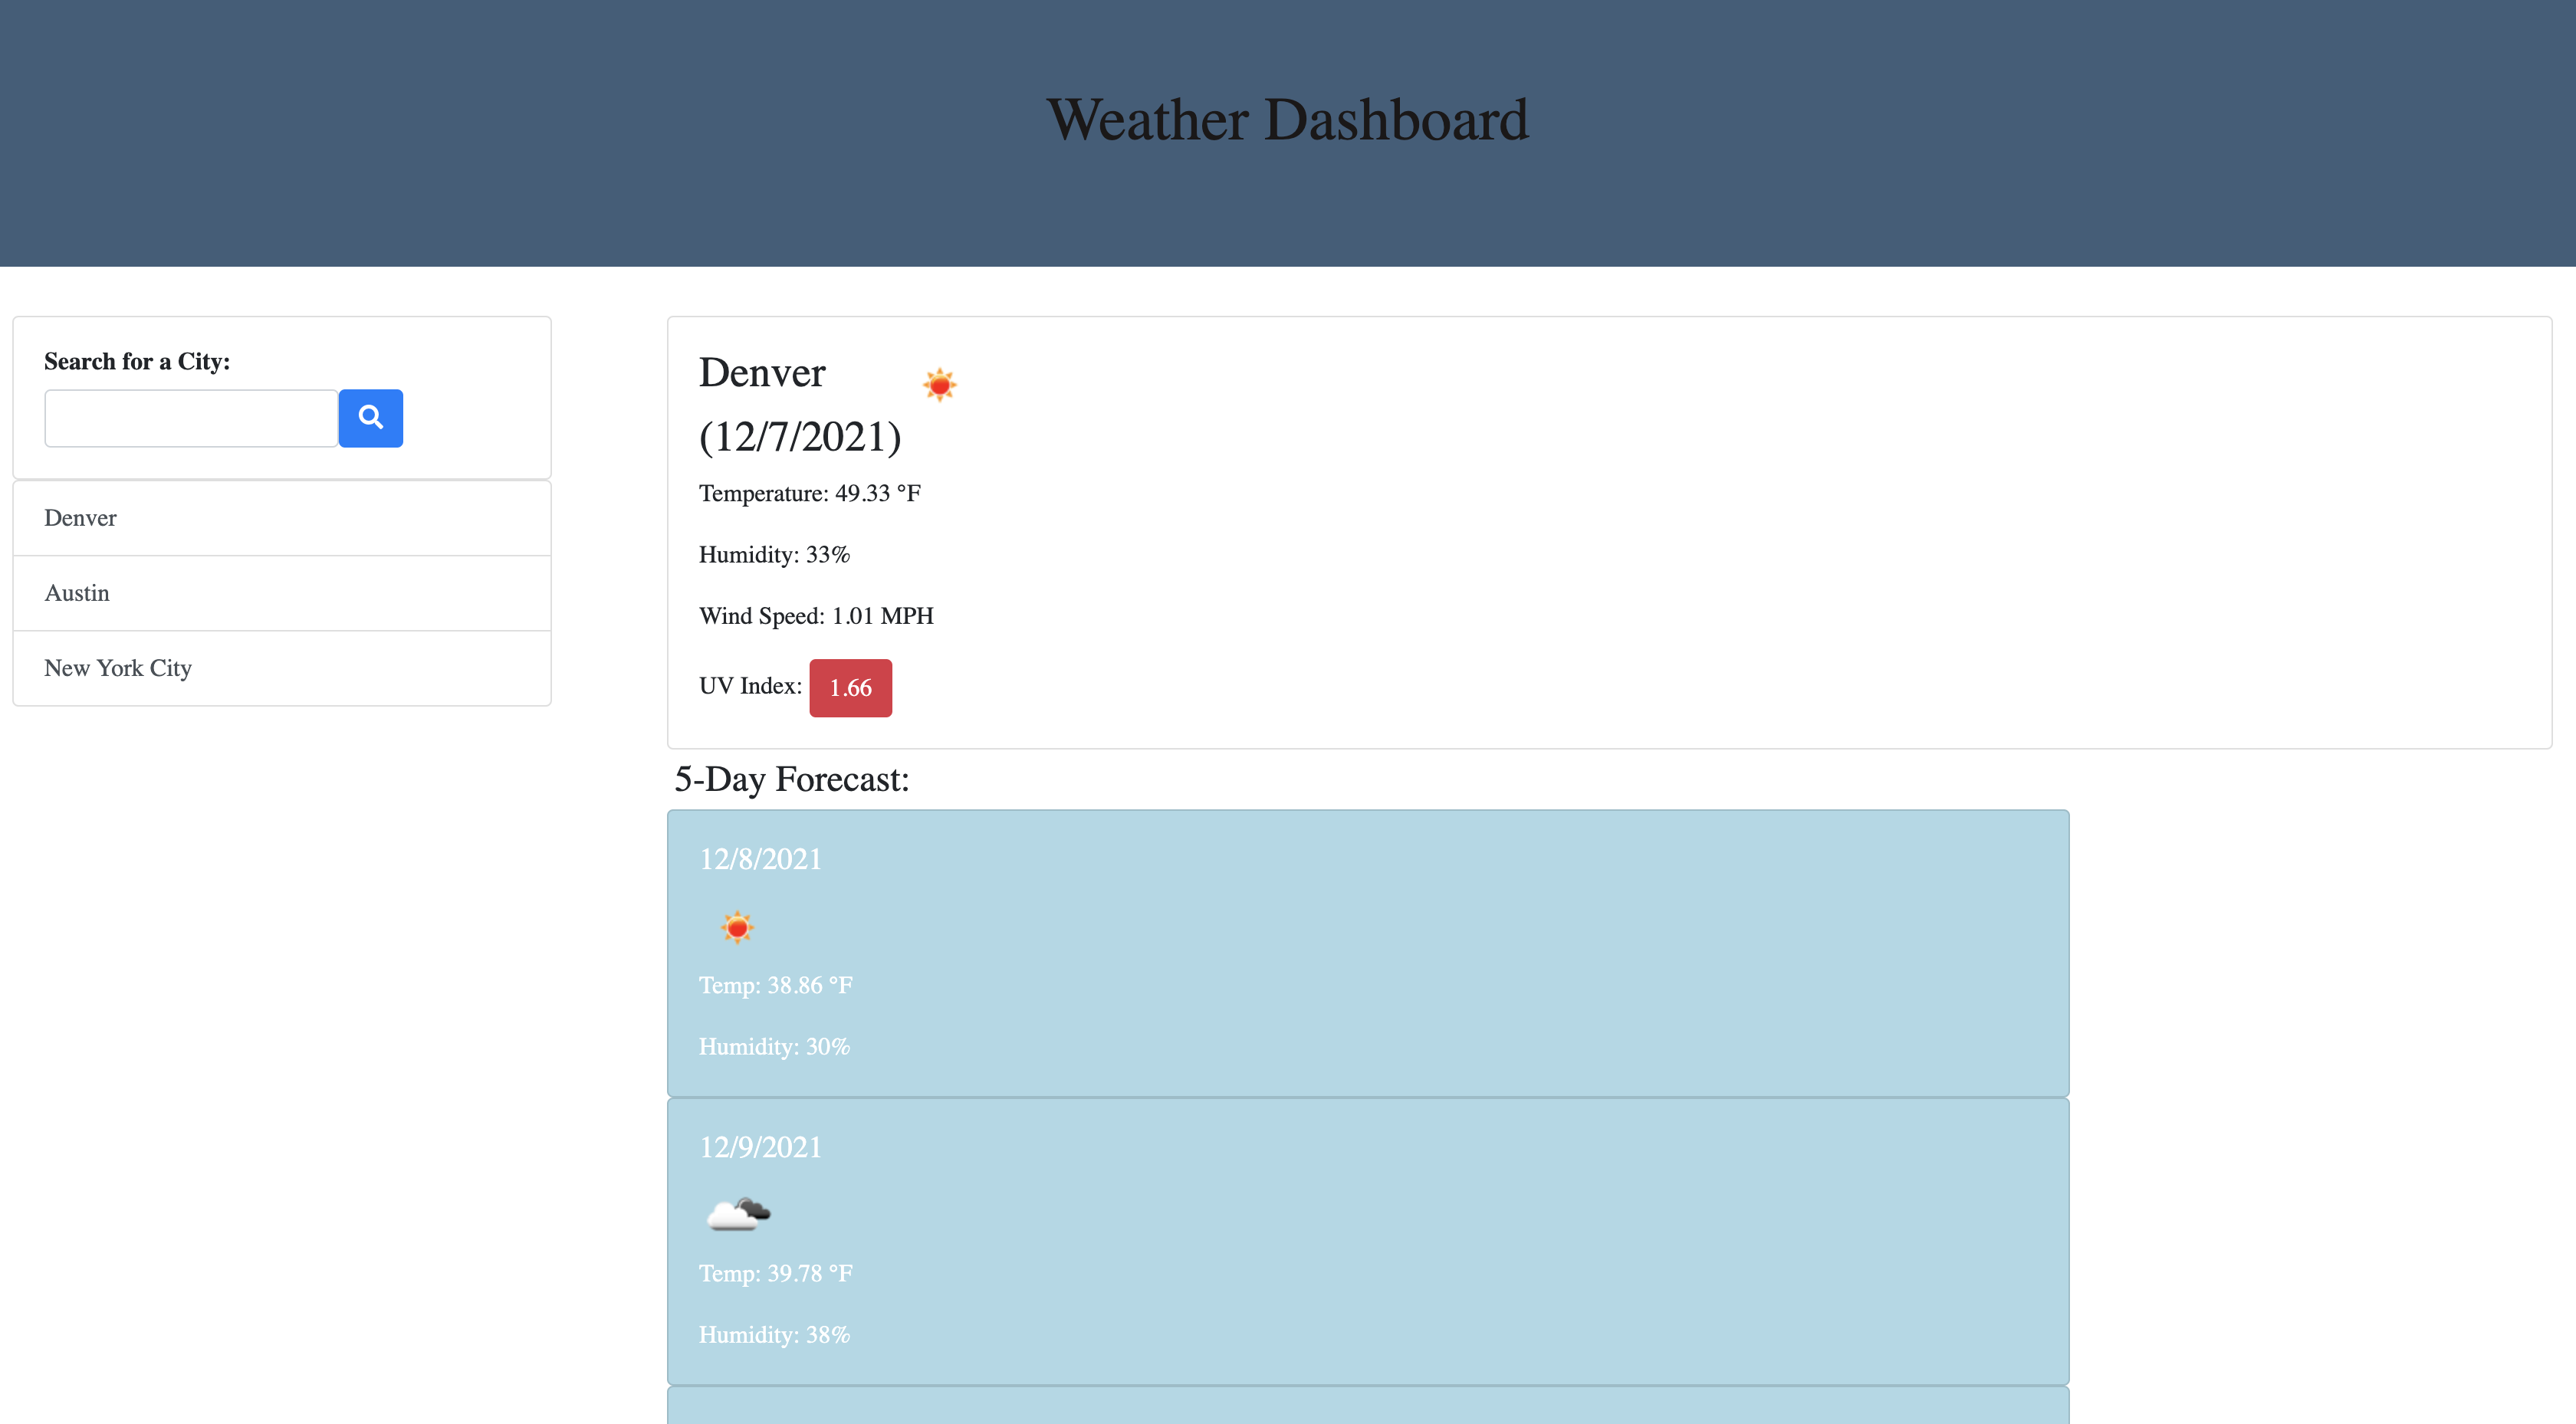 Weather Dashboard
Search for a City:
Denver
Austin
New York City
Denver
(12/7/2021)
Temperature: 49.33 °F
Humidity: 33%
Wind Speed: 1.01 MPH
UV Index: 1.66
5-Day Forecast:
12/8/2021
Temp: 38.86 °F
Humidity: 30%
12/9/2021
Temp: 39.78 °F
Humidity: 38%